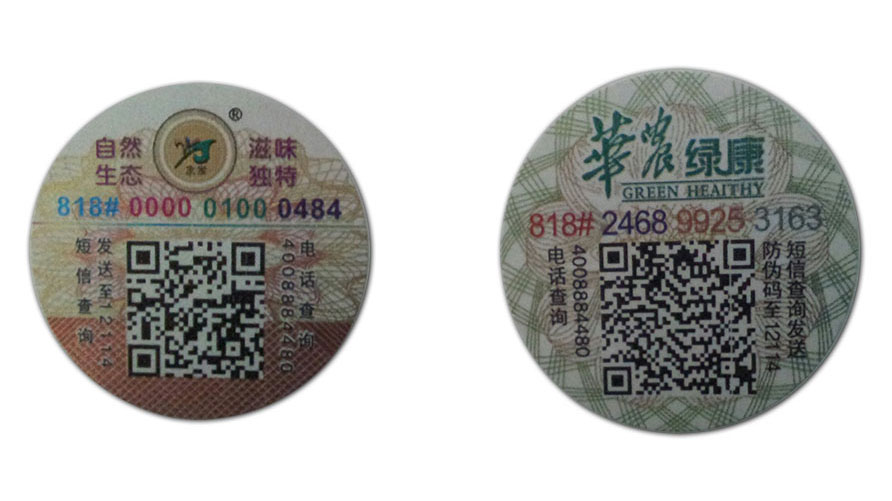 ®
自然 滋味
生态 独特
818# 0000 0100 0484
短信查询
发送至12114
4008884480
电话查询
華農绿康
GREEN HEAITHY
818# 2468 9925 3163
电话查询
4008884480
防伪码至12114
短信查询发送